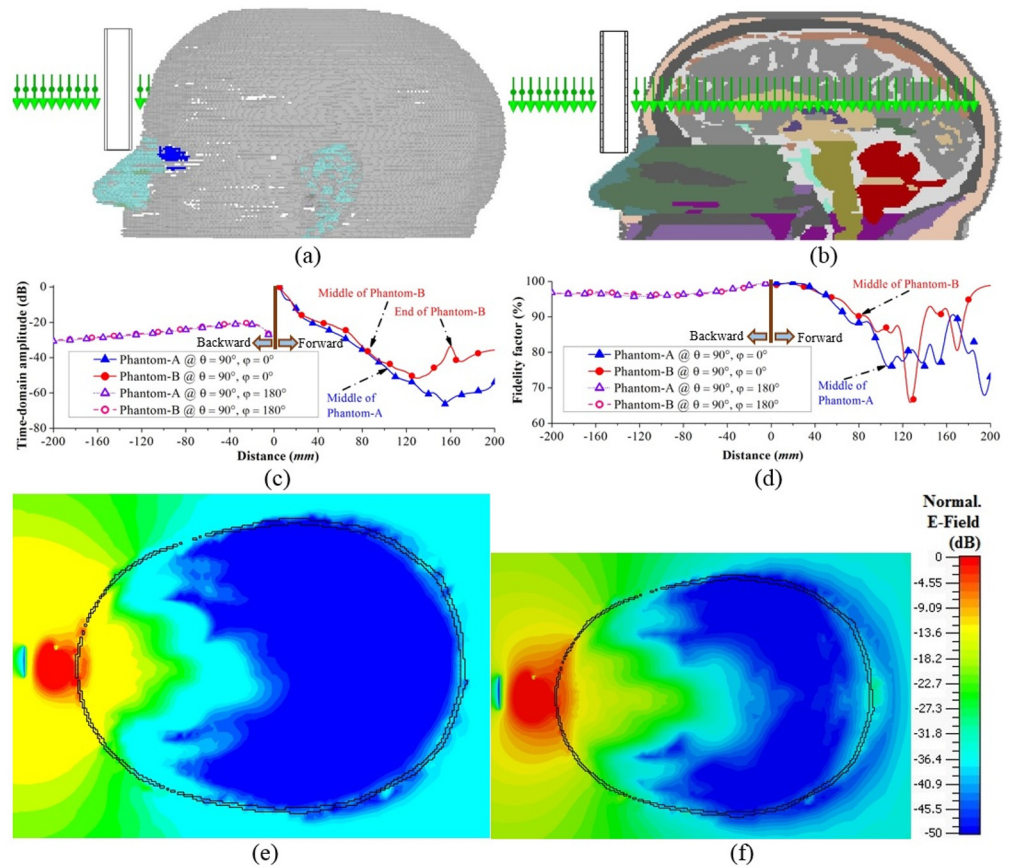 (a)
(b)
Time-domain amplitude (dB)
0
-20
-40
-60
-80
-200
-160
-120
-80
-40
0
40
80
120
160
200
Distance (mm)
Middle of Phantom-B
End of Phantom-B
Backward
Forward
Phantom-A @ θ = 90°, φ = 0°
Phantom-B @ θ = 90°, φ = 0°
Phantom-A @ θ = 90°, φ = 180°
Phantom-B @ θ = 90°, φ = 180°
Middle of
Phantom-A
(c)
Fidelity factor (%)
100
90
80
70
60
-200
-160
-120
-80
-40
0
40
80
120
160
200
Distance (mm)
Middle of Phantom-B
Backward
Forward
Phantom-A @ θ = 90°, φ = 0°
Phantom-B @ θ = 90°, φ = 0°
Phantom-A @ θ = 90°, φ = 180°
Phantom-B @ θ = 90°, φ = 180°
Middle of
Phantom-A
(d)
Normal.
E-Field
(dB)
0
-4.55
-9.09
-13.6
-18.2
-22.7
-27.3
-31.8
-36.4
-40.9
-45.5
-50
(e)
(f)